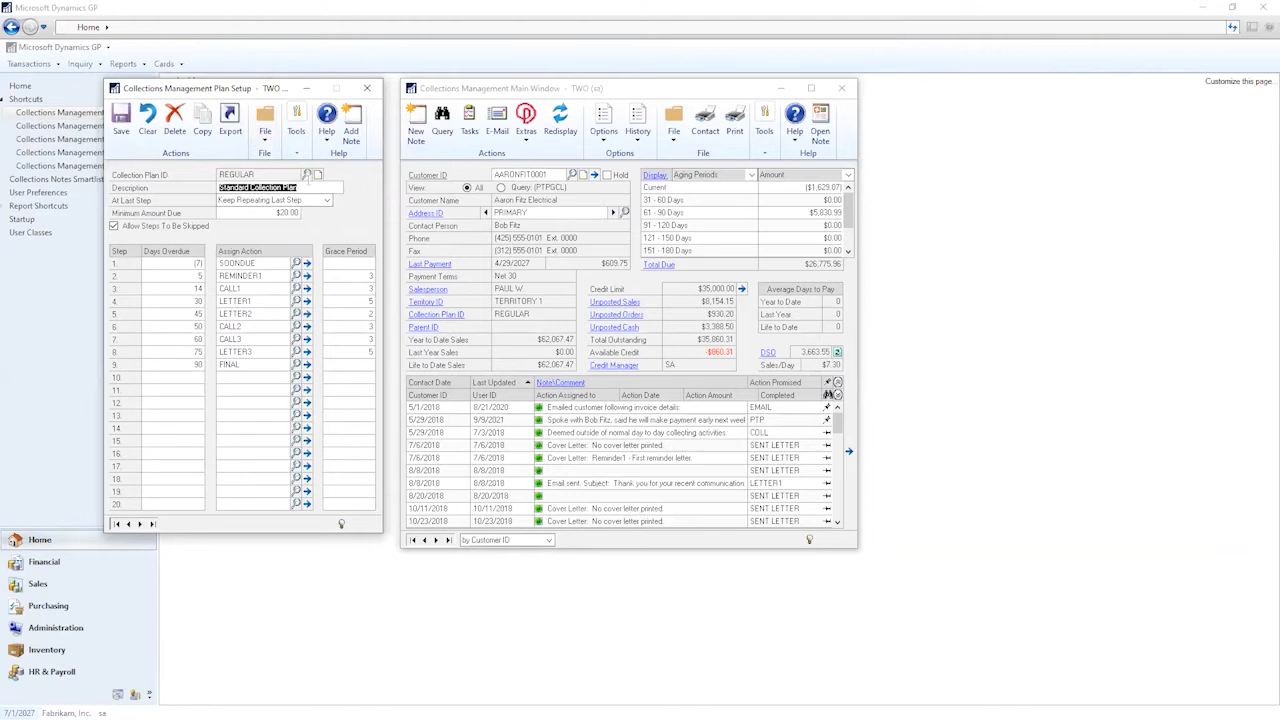 Microsoft Dynamics GP
Home
Microsoft Dynamics GP
Transactions Inquiry Reports Cards
Customize this page.
Home
Shortcuts
Collections Management
Collections Management
Collections Management
Collections Management
Collections Management
Collections Notes Smartlis
User Preferences
Report Shortcuts
Startup
User Classes
Home
Financial
Sales
Purchasing
Administration
Inventory
HR & Payroll
Collections Management Plan Setup - TWO ...
Save Clear Delete Copy Export File Tools Help Add Note
Actions File Help
Collection Plan ID REGULAR
Description Standard Collection Plan
At Last Step Keep Repeating Last Step
Minimum Amount Due $20.00
Allow Steps To Be Skipped
Step Days Overdue Assign Action Grace Period
1. (7) SOONDUE
2. 5 REMINDER1 3
3. 14 CALL1 3
4. 30 LETTER1 5
5. 45 LETTER2 2
6. 50 CALL2 3
7. 60 CALL3 3
8. 75 LETTER3 5
9. 90 FINAL
10.
11.
12.
13.
14.
15.
16.
17.
18.
19.
20.
Collections Management Main Window - TWO (sa)
New Note Query Tasks E-Mail Extras Redisplay Options History File Contact Print Tools Help Open Note
Actions Options File Help
Customer ID AARONFIT0001 Hold
View: All Query: (PTPGCL)
Customer Name Aaron Fitz Electrical
Address ID PRIMARY
Contact Person Bob Fitz
Phone (425) 555-0101 Ext. 0000
Fax (312) 555-0101 Ext. 0000
Last Payment 4/29/2027 $609.75
Payment Terms Net 30
Salesperson PAUL W.
Territory ID TERRITORY 1
Collection Plan ID REGULAR
Parent ID
Year to Date Sales $62,067.47
Last Year Sales $0.00
Life to Date Sales $62,067.47
Display: Aging Periods Amount
Current ($1,629.07)
31 - 60 Days $0.00
61 - 90 Days $5,830.99
91 - 120 Days $0.00
121 - 150 Days $0.00
151 - 180 Days $0.00
Total Due $26,775.96
Credit Limit $35,000.00
Unposted Sales $8,154.15
Unposted Orders $930.20
Unposted Cash $3,388.50
Total Outstanding $35,860.31
Available Credit -$860.31
Credit Manager SA
Average Days to Pay
Year to Date 0
Last Year 0
Life to Date 0
DSO 3,663.55
Sales/Day $7.30
Contact Date Last Updated Note\Comment Action Promised
Customer ID User ID Action Assigned to Action Date Action Amount Completed
5/1/2018 8/21/2020 Emailed customer following invoice details: EMAIL
5/29/2018 9/9/2021 Spoke with Bob Fitz, said he will make payment early next week PTP
5/29/2018 7/3/2018 Deemed outside of normal day to day collecting activities. COLL
7/6/2018 7/6/2018 Cover Letter: No cover letter printed. SENT LETTER
7/6/2018 7/6/2018 Cover Letter: Reminder1 - First reminder letter. SENT LETTER
8/8/2018 8/8/2018 SENT LETTER
8/8/2018 8/8/2018 Email sent. Subject: Thank you for your recent communication LETTER1
8/20/2018 8/20/2018 SENT LETTER
10/11/2018 10/11/2018 Cover Letter: No cover letter printed. SENT LETTER
10/23/2018 10/23/2018 Cover Letter: No cover letter printed. SENT LETTER
by Customer ID
7/1/2027 Fabrikam, Inc. sa